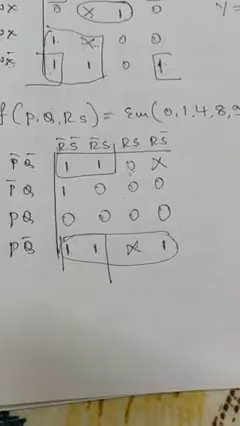 0 X 1 0 Y =
1 X 0 0
1 1 0 1
f(P,Q,RS) = Σm(0,1,4,8,9
R̅S̅ R̅S RS RS̅
P̅Q̅ 1 1 0 X
P̅Q 1 0 0 0
PQ 0 0 0 0
PQ̅ 1 1 X 1